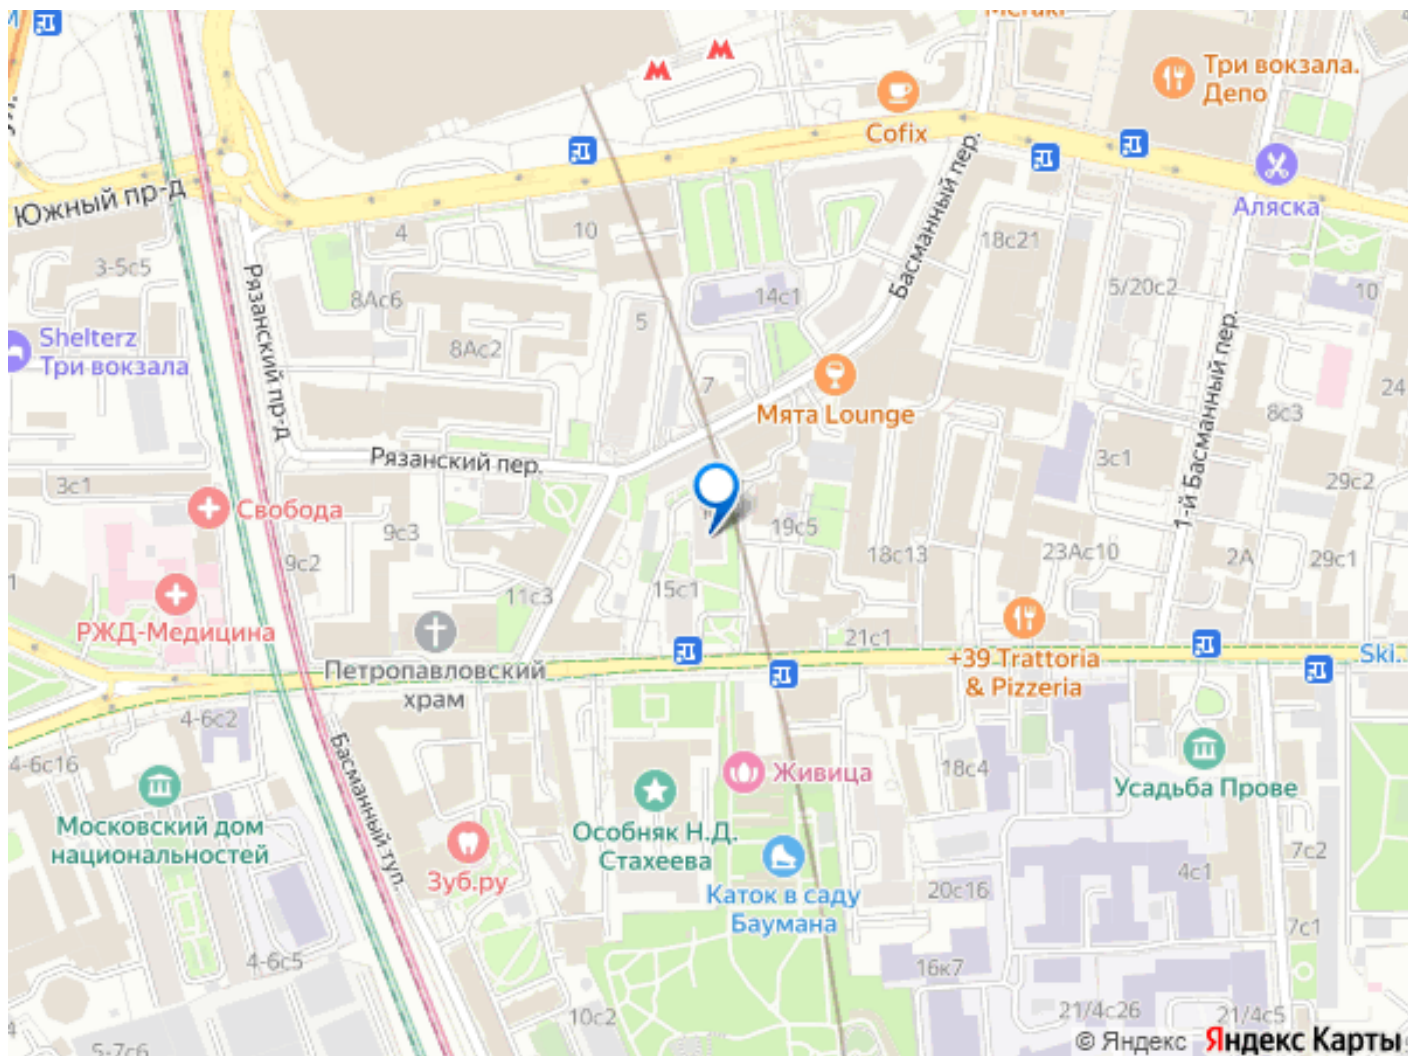 Cofix
Три вокзала.
Депо
Южный пр-д
4
10
Басманный пер.
18с21
Аляска
3-5с5
Рязанский пр-д
8Ас6
14с1
5/20с2
10
5
Shelterz
Три вокзала
8Ас2
7
Мята Lounge
1-й Басманный пер.
24
8с3
Рязанский пер.
3с1
3с1
29с2
Свобода
9с3
19с5
18с13
23Ас10
2А
29с1
9с2
11с3
15с1
РЖД-Медицина
21с1
Петропавловский
храм
+39 Trattoria
& Pizzeria
Ski.
4-6с2
4-6с16
Басманный туп.
Живица
18с4
Усадьба Прове
Московский дом
национальностей
Особняк Н.Д.
Стахеева
Зуб.ру
Каток в саду
Баумана
7с2
4с1
20с16
7с1
4-6с5
16к7
10с2
21/4с26
21/4с5
5-7с6
© Яндекс Яндекс Карты